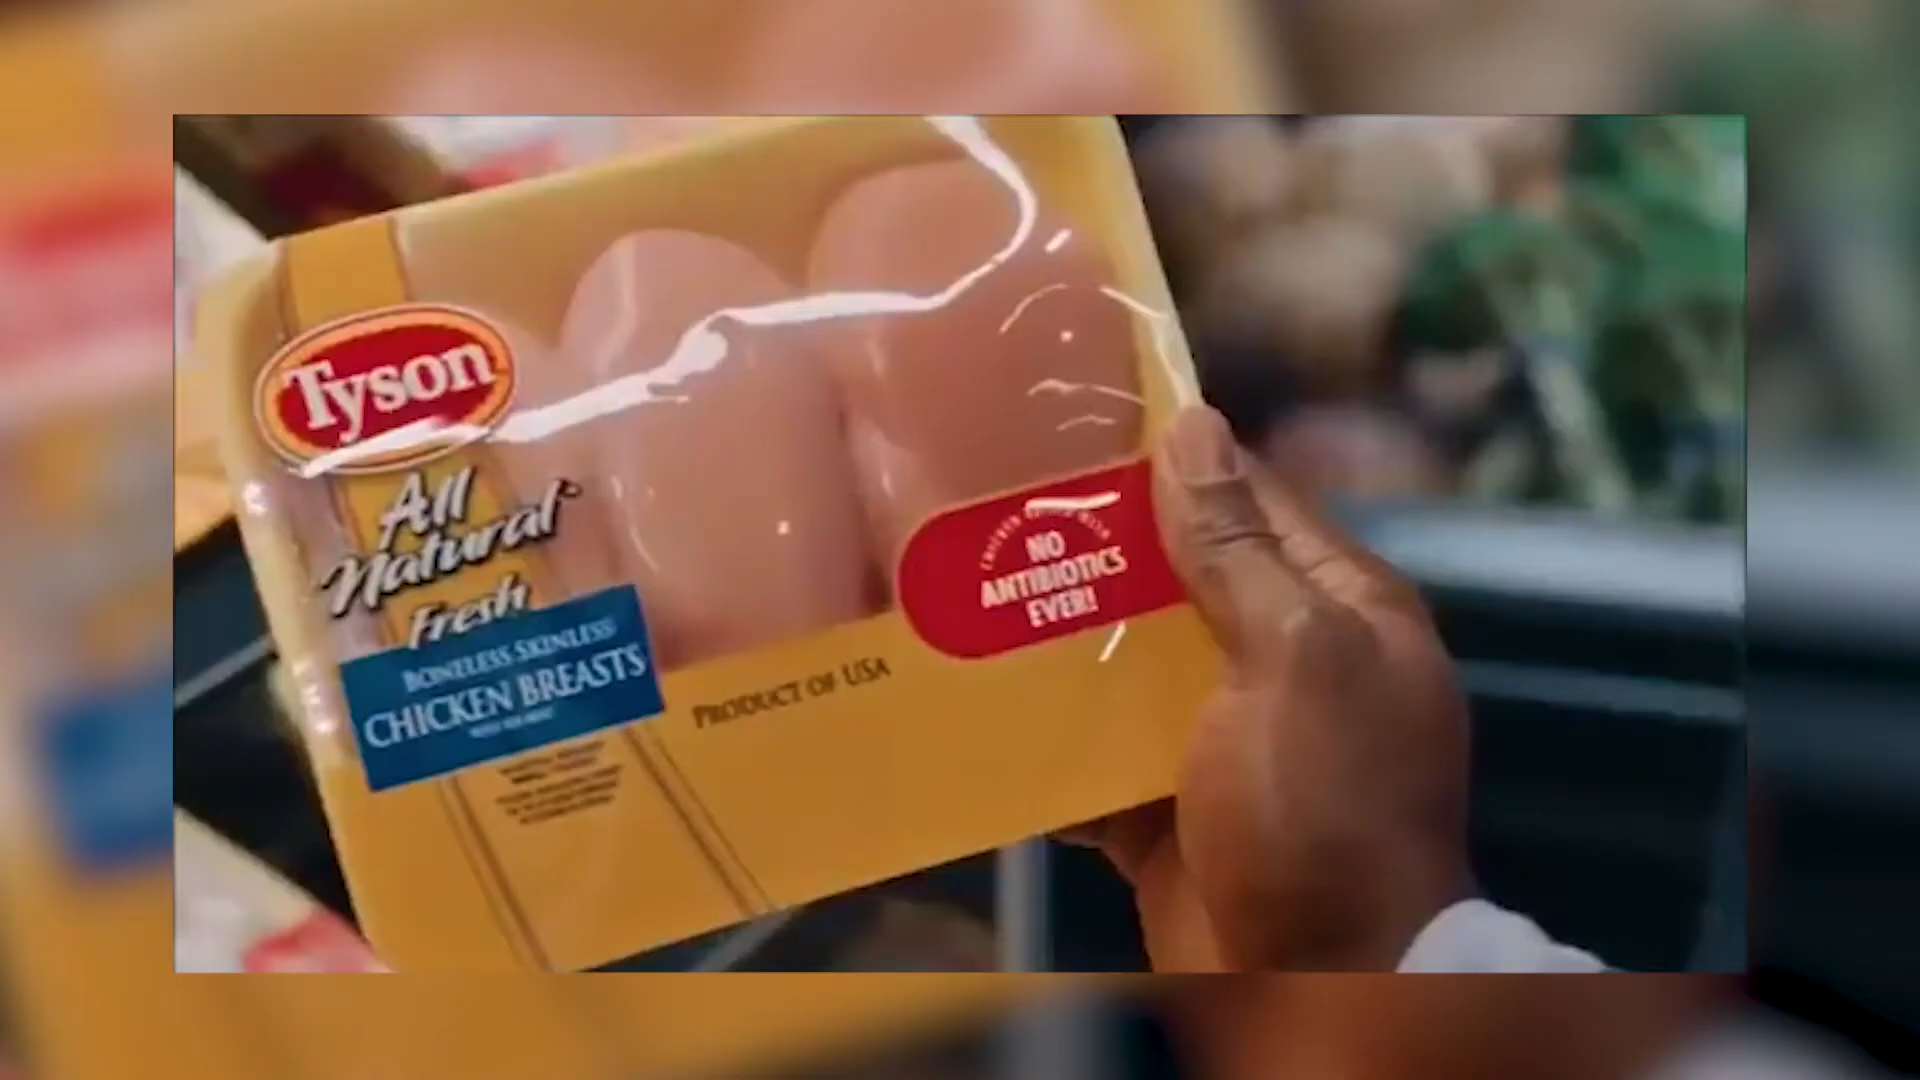 Tyson
All
Natural*
Fresh
BONELESS SKINLESS
CHICKEN BREASTS
PRODUCT OF USA
NO
ANTIBIOTICS
EVER!